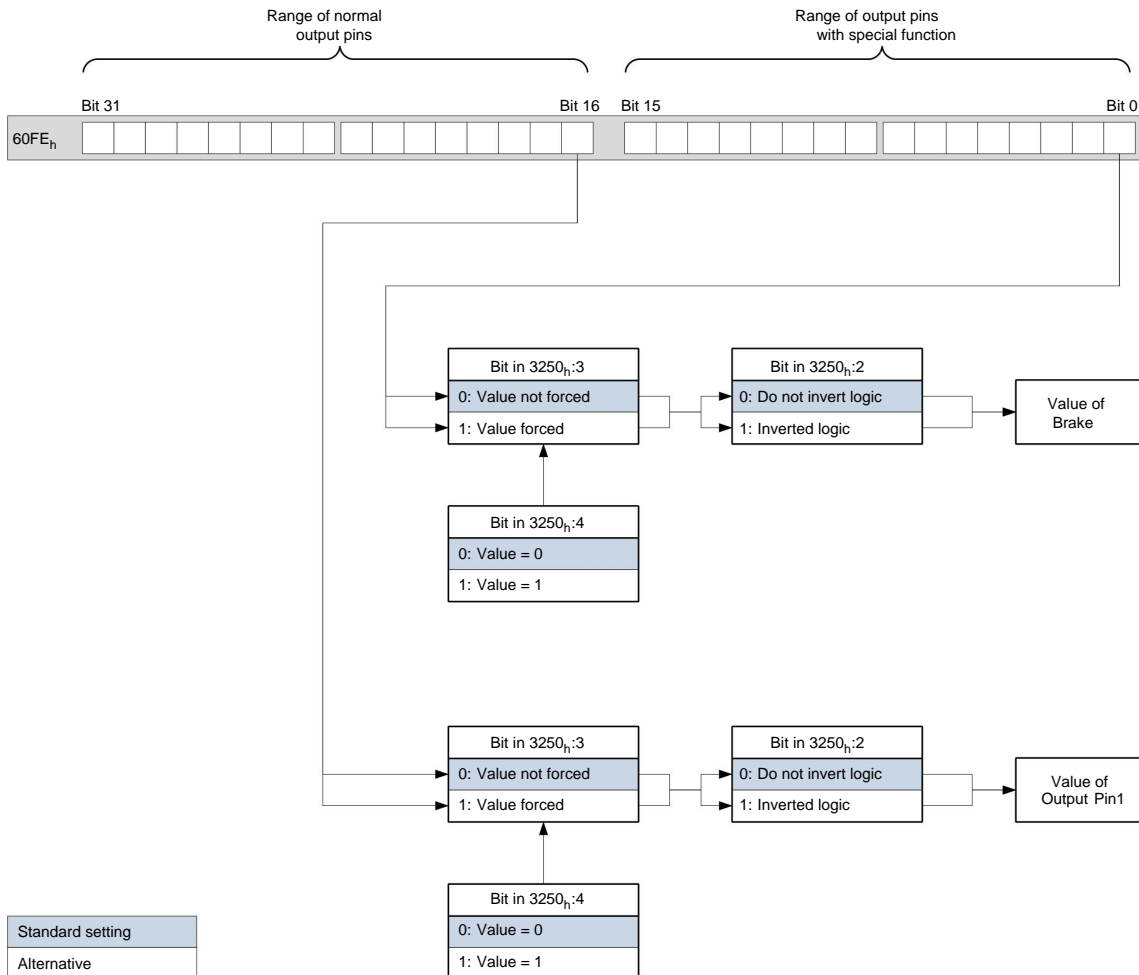 Range of normal
output pins
Range of output pins
with special function
Bit 31
Bit 16
Bit 15
Bit 0
60FEh
Bit in 3250h:3
0: Value not forced
1: Value forced
Bit in 3250h:2
0: Do not invert logic
1: Inverted logic
Value of
Brake
Bit in 3250h:4
0: Value = 0
1: Value = 1
Bit in 3250h:3
0: Value not forced
1: Value forced
Bit in 3250h:2
0: Do not invert logic
1: Inverted logic
Value of
Output Pin1
Bit in 3250h:4
0: Value = 0
1: Value = 1
Standard setting
Alternative